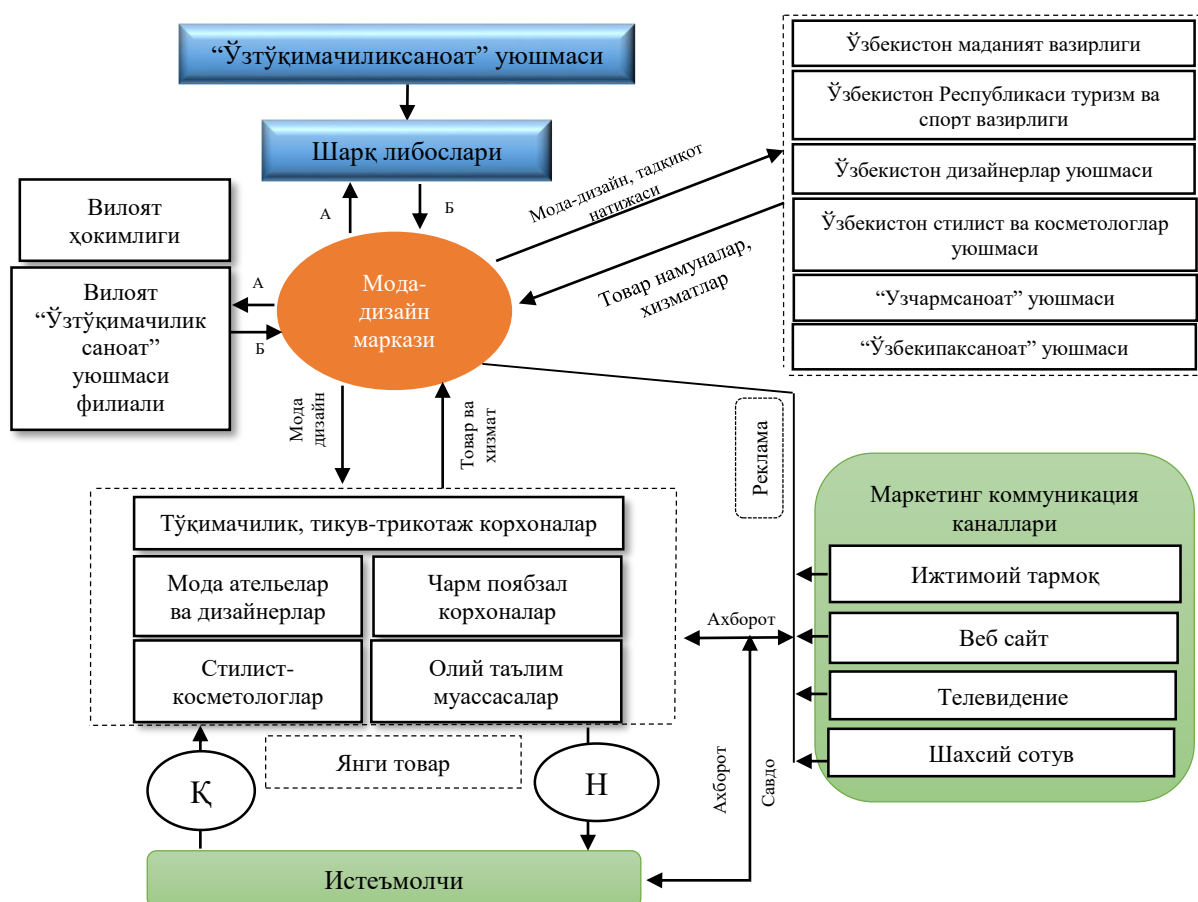 “Ўзтўқимачиликсаноат” уюшмаси
Шарқ либослари
Ўзбекистон маданият вазирлиги
Ўзбекистон Республикаси туризм ва
спорт вазирлиги
Ўзбекистон дизайнерлар уюшмаси
Ўзбекистон стилист ва косметологлар
уюшмаси
“Узчармсаноат” уюшмаси
“Ўзбекипаксаноат” уюшмаси
Мода-дизайн, тадқиқот
натижаси
Товар намуналар,
хизматлар
Вилоят
ҳокимлиги
Вилоят
“Ўзтўқимачилик
саноат”
уюшмаси
филиали
А
Б
А
Б
Мода-
дизайн
маркази
Мода
дизайн
Товар ва
хизмат
Реклама
Тўқимачилик, тикув-трикотаж корхоналар
Мода ательелар
ва дизайнерлар
Чарм поябзал
корхоналар
Стилист-
косметологлар
Олий таълим
муассасалар
Маркетинг коммуникация
каналлари
Ижтимоий тармоқ
Веб сайт
Телевидение
Шахсий сотув
Ахборот
Ахборот
Савдо
Қ
Янги товар
Н
Истеъмолчи